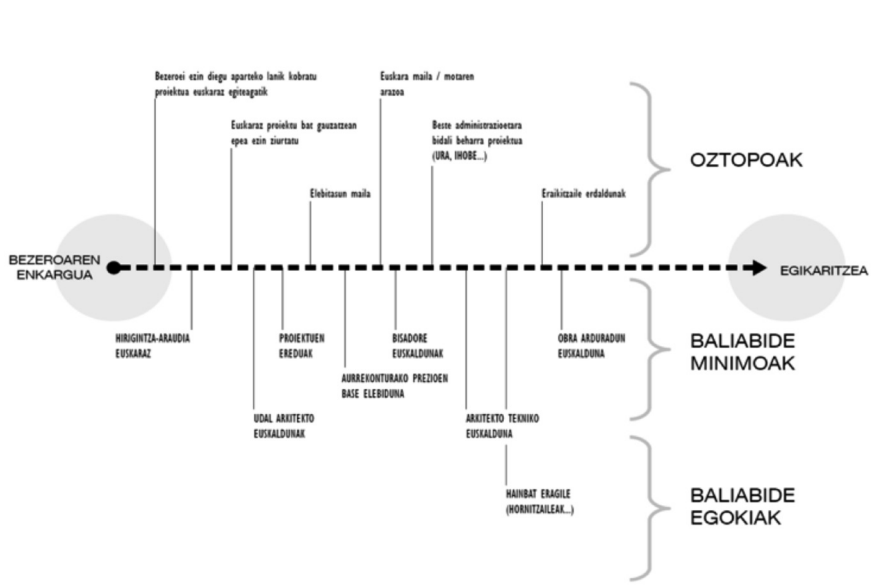 Bezeroei ezin diegu aparteko lanik kobratu
proiektua euskaraz egiteagatik
Euskara maila / motaren
arazoa
Euskaraz proiektu bat gauzatzean
epea ezin ziurtatu
Beste administrazioetara
bidali beharra proiektua
(URA, IHOBE...)
Elebitasun maila
Eraikitzaile erdaldunak
OZTOPOAK
BEZEROAREN
ENKARGUA
EGIKARITZEA
HIRIGINTZA-ARAUDIA
EUSKARAZ
PROIEKTUEN
EREDUAK
BISADORE
EUSKALDUNAK
OBRA ARDURADUN
EUSKALDUNA
BALIABIDE
MINIMOAK
AURREKONTURAKO PREZIOEN
BASE ELEBIDUNA
UDAL ARKITEKTO
EUSKALDUNAK
ARKITEKTO TEKNIKO
EUSKALDUNA
HAINBAT ERAGILE
(HORNITZAILEAK...)
BALIABIDE
EGOKIAK